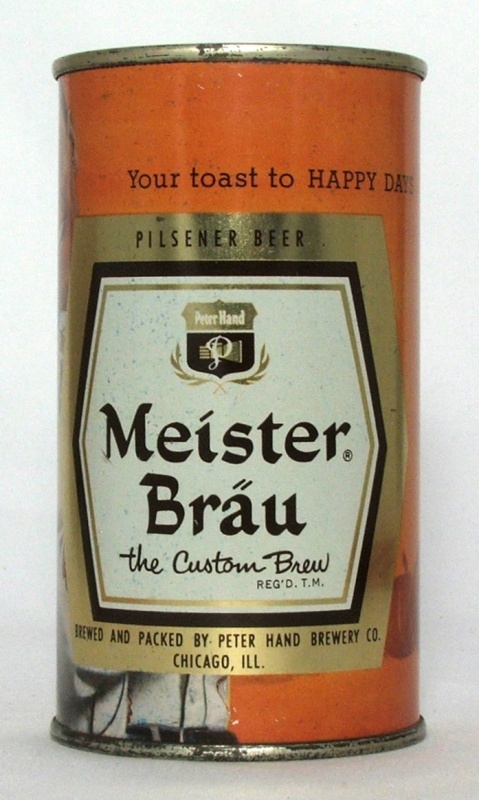 Your toast to HAPPY DAYS
PILSENER BEER
Peter Hand
P
Meister®
Bräu
the Custom Brew
REG'D. T.M.
BREWED AND PACKED BY PETER HAND BREWERY CO.
CHICAGO, ILL.